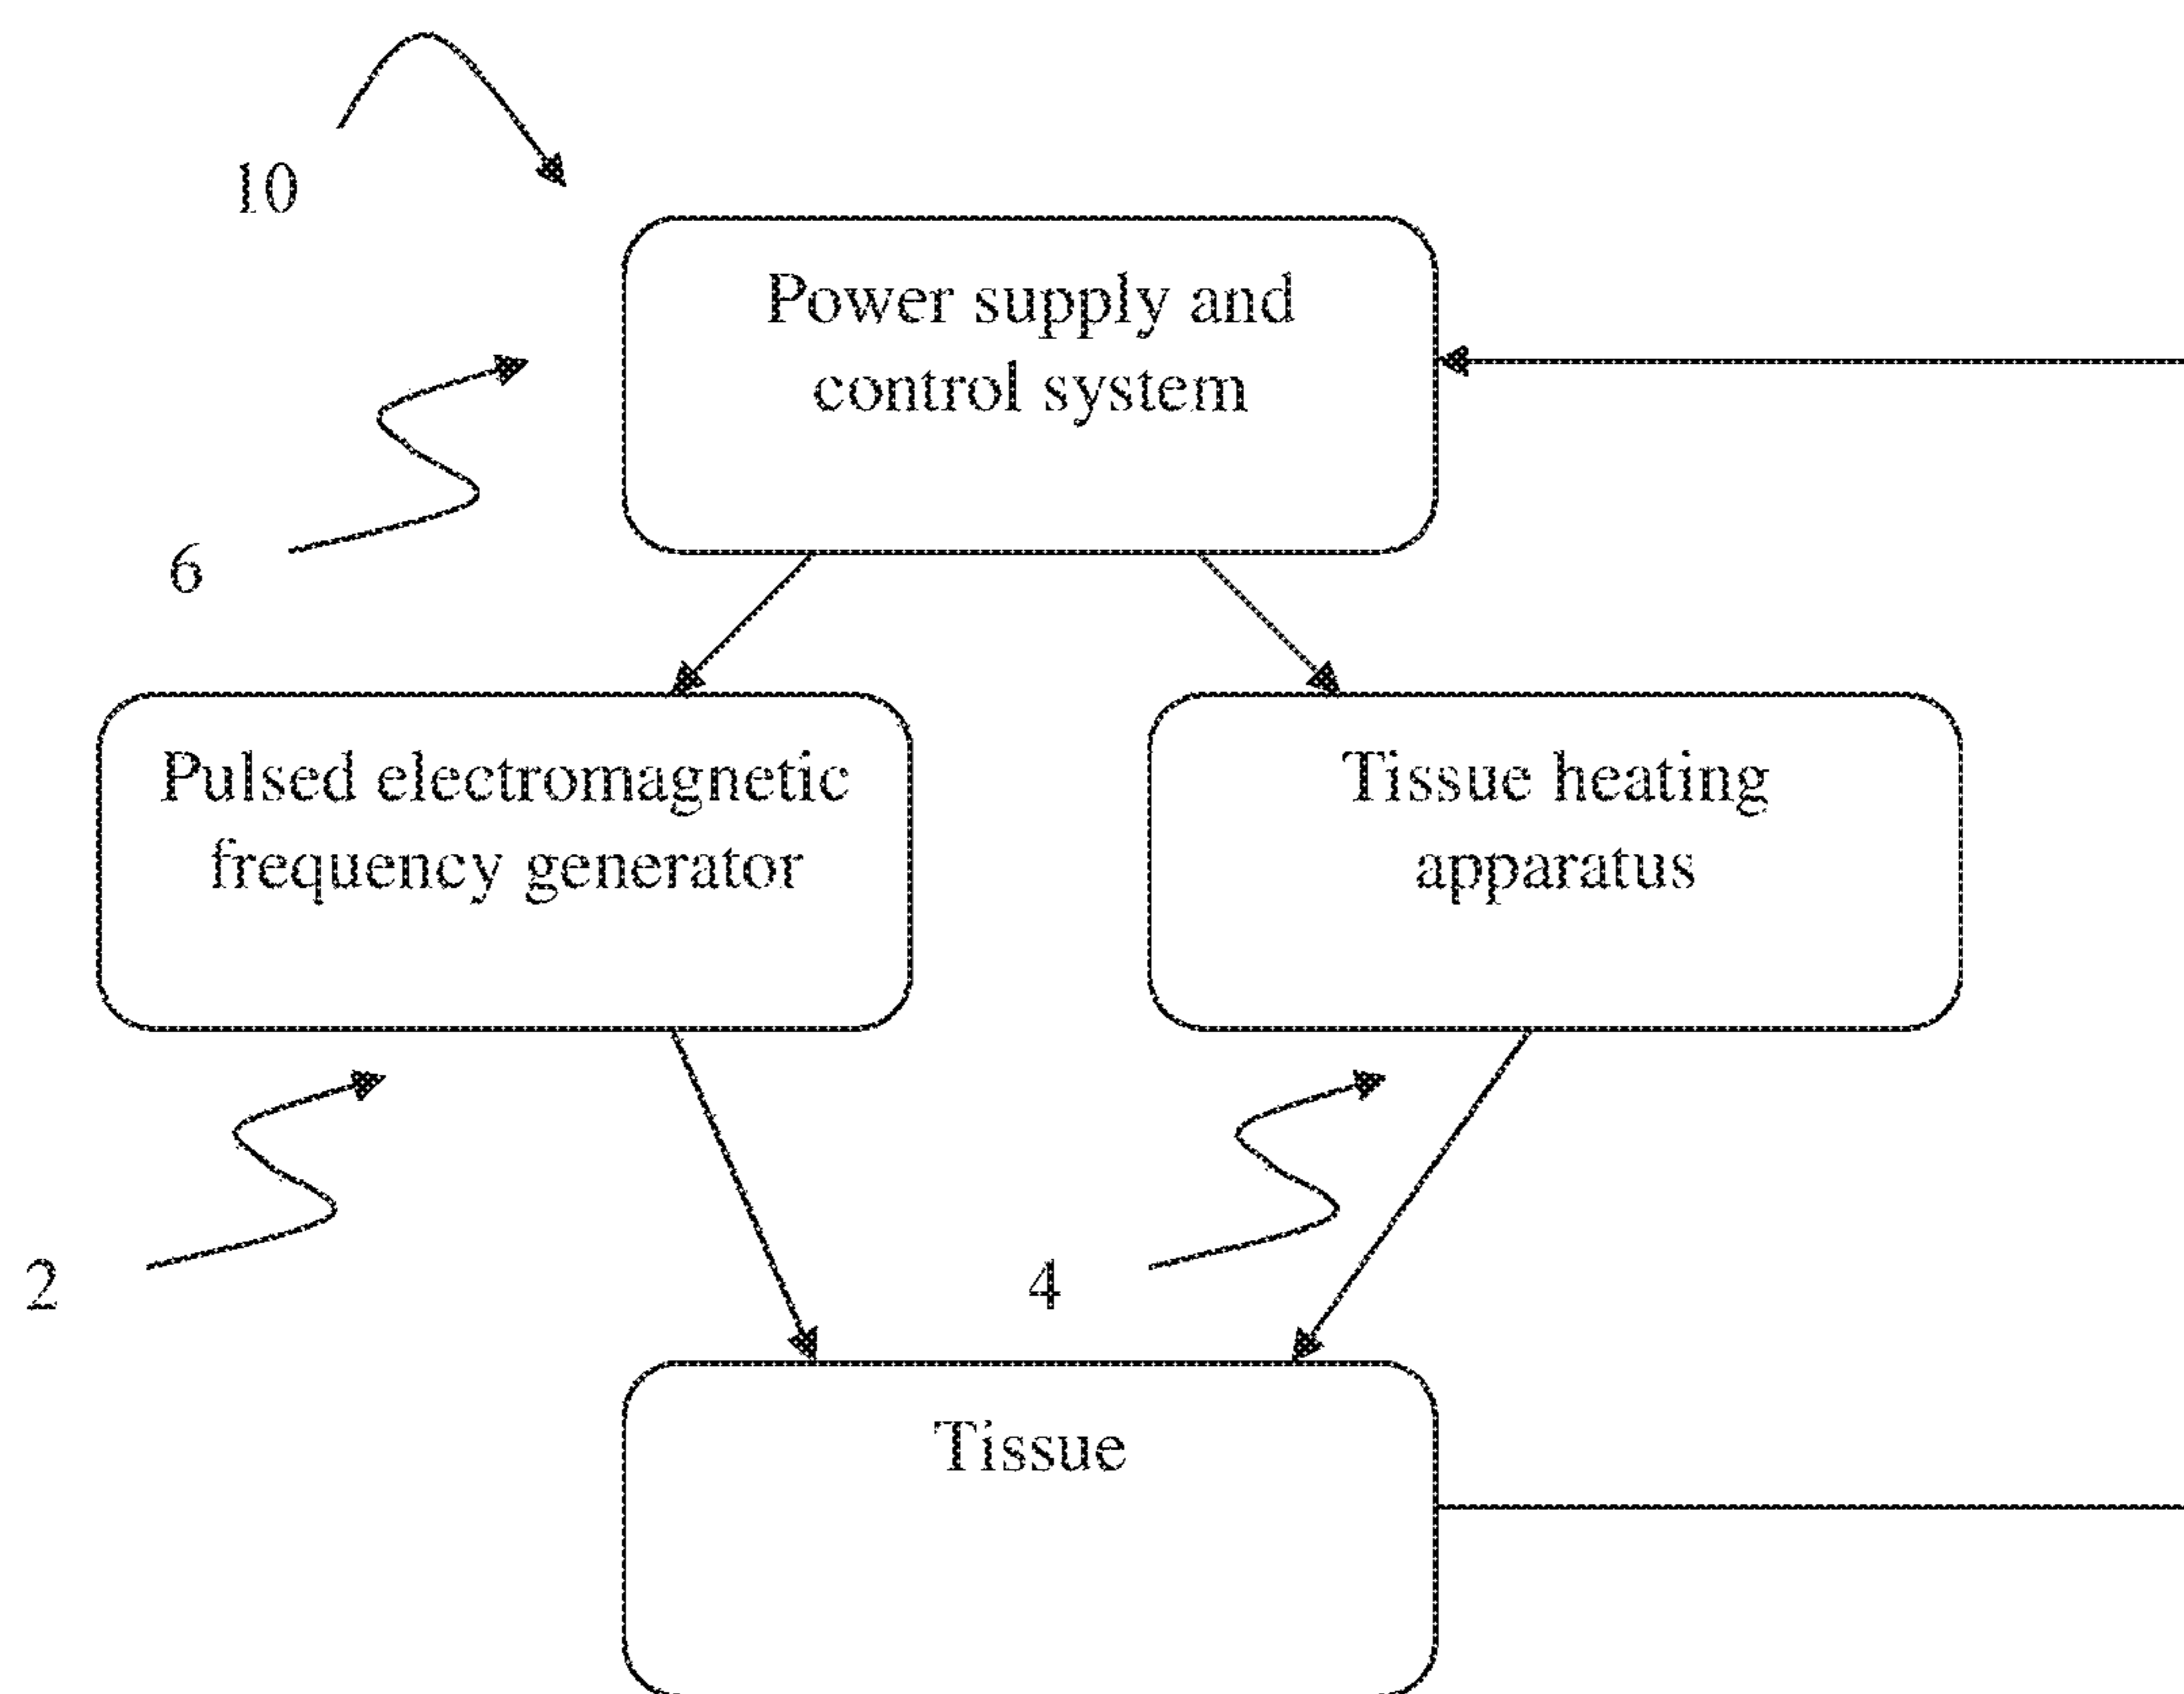 10
Power supply and
control system
6
Pulsed electromagnetic
frequency generator
Tissue heating
apparatus
2
4
Tissue